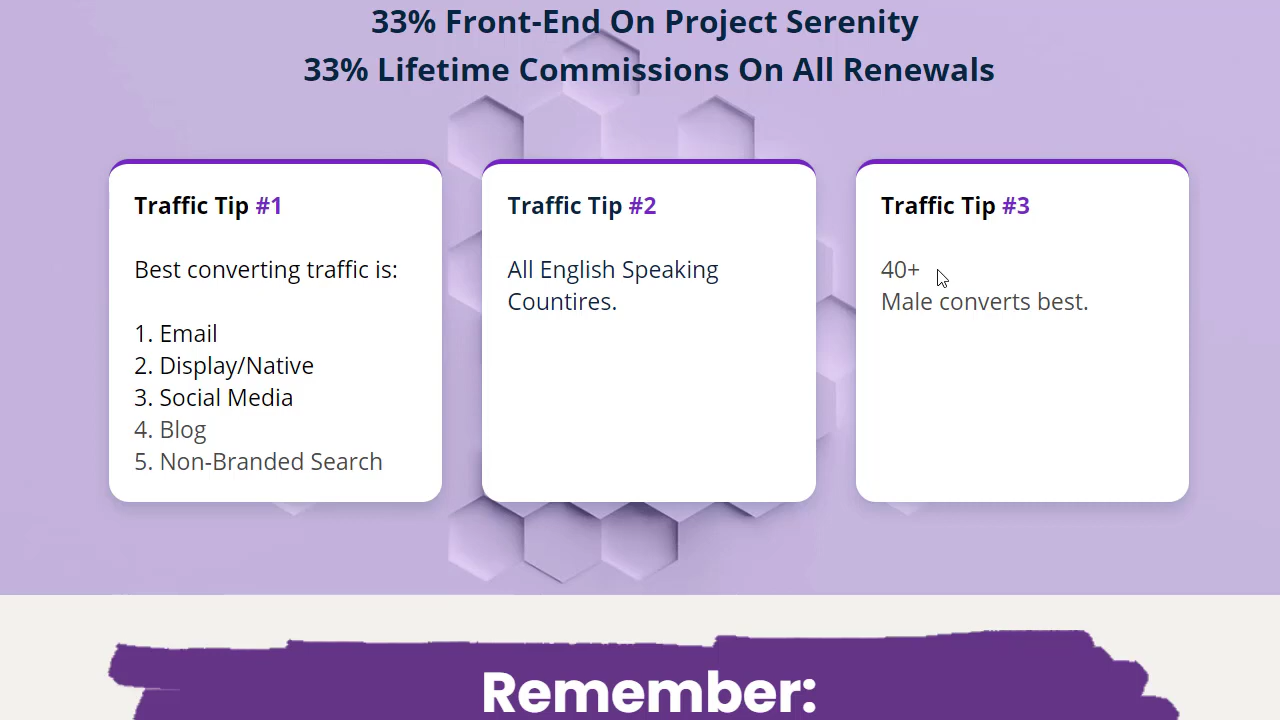 33% Front-End On Project Serenity
33% Lifetime Commissions On All Renewals
Traffic Tip #1
Best converting traffic is:
1. Email
2. Display/Native
3. Social Media
4. Blog
5. Non-Branded Search
Traffic Tip #2
All English Speaking
Countires.
Traffic Tip #3
40+
Male converts best.
Remember: